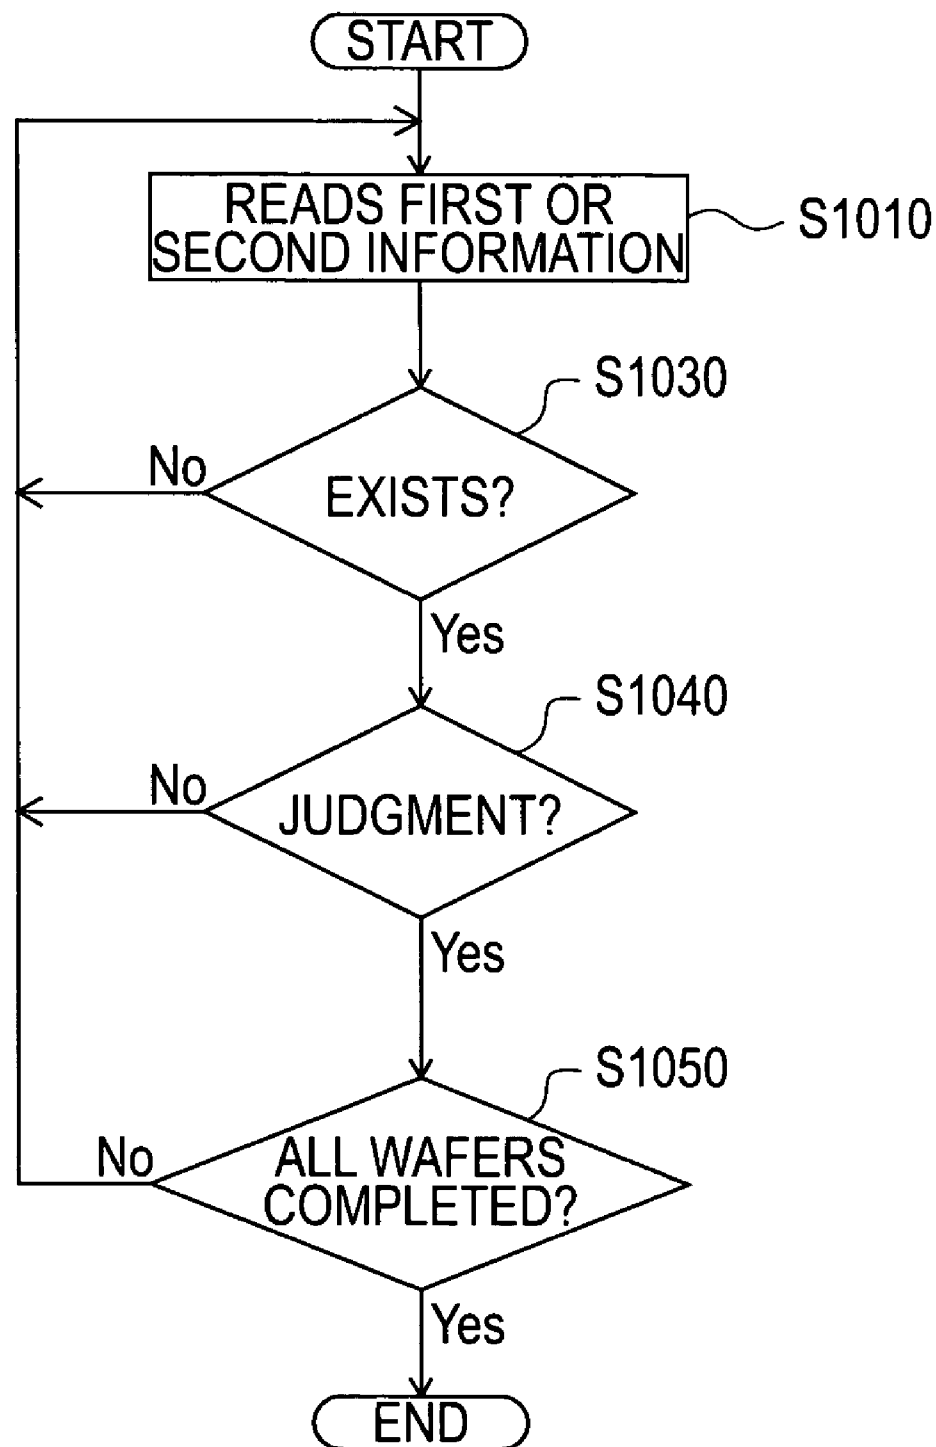 START
READS FIRST OR
SECOND INFORMATION
S1010
S1030
No
EXISTS?
Yes
S1040
No
JUDGMENT?
Yes
S1050
No
ALL WAFERS
COMPLETED?
Yes
END